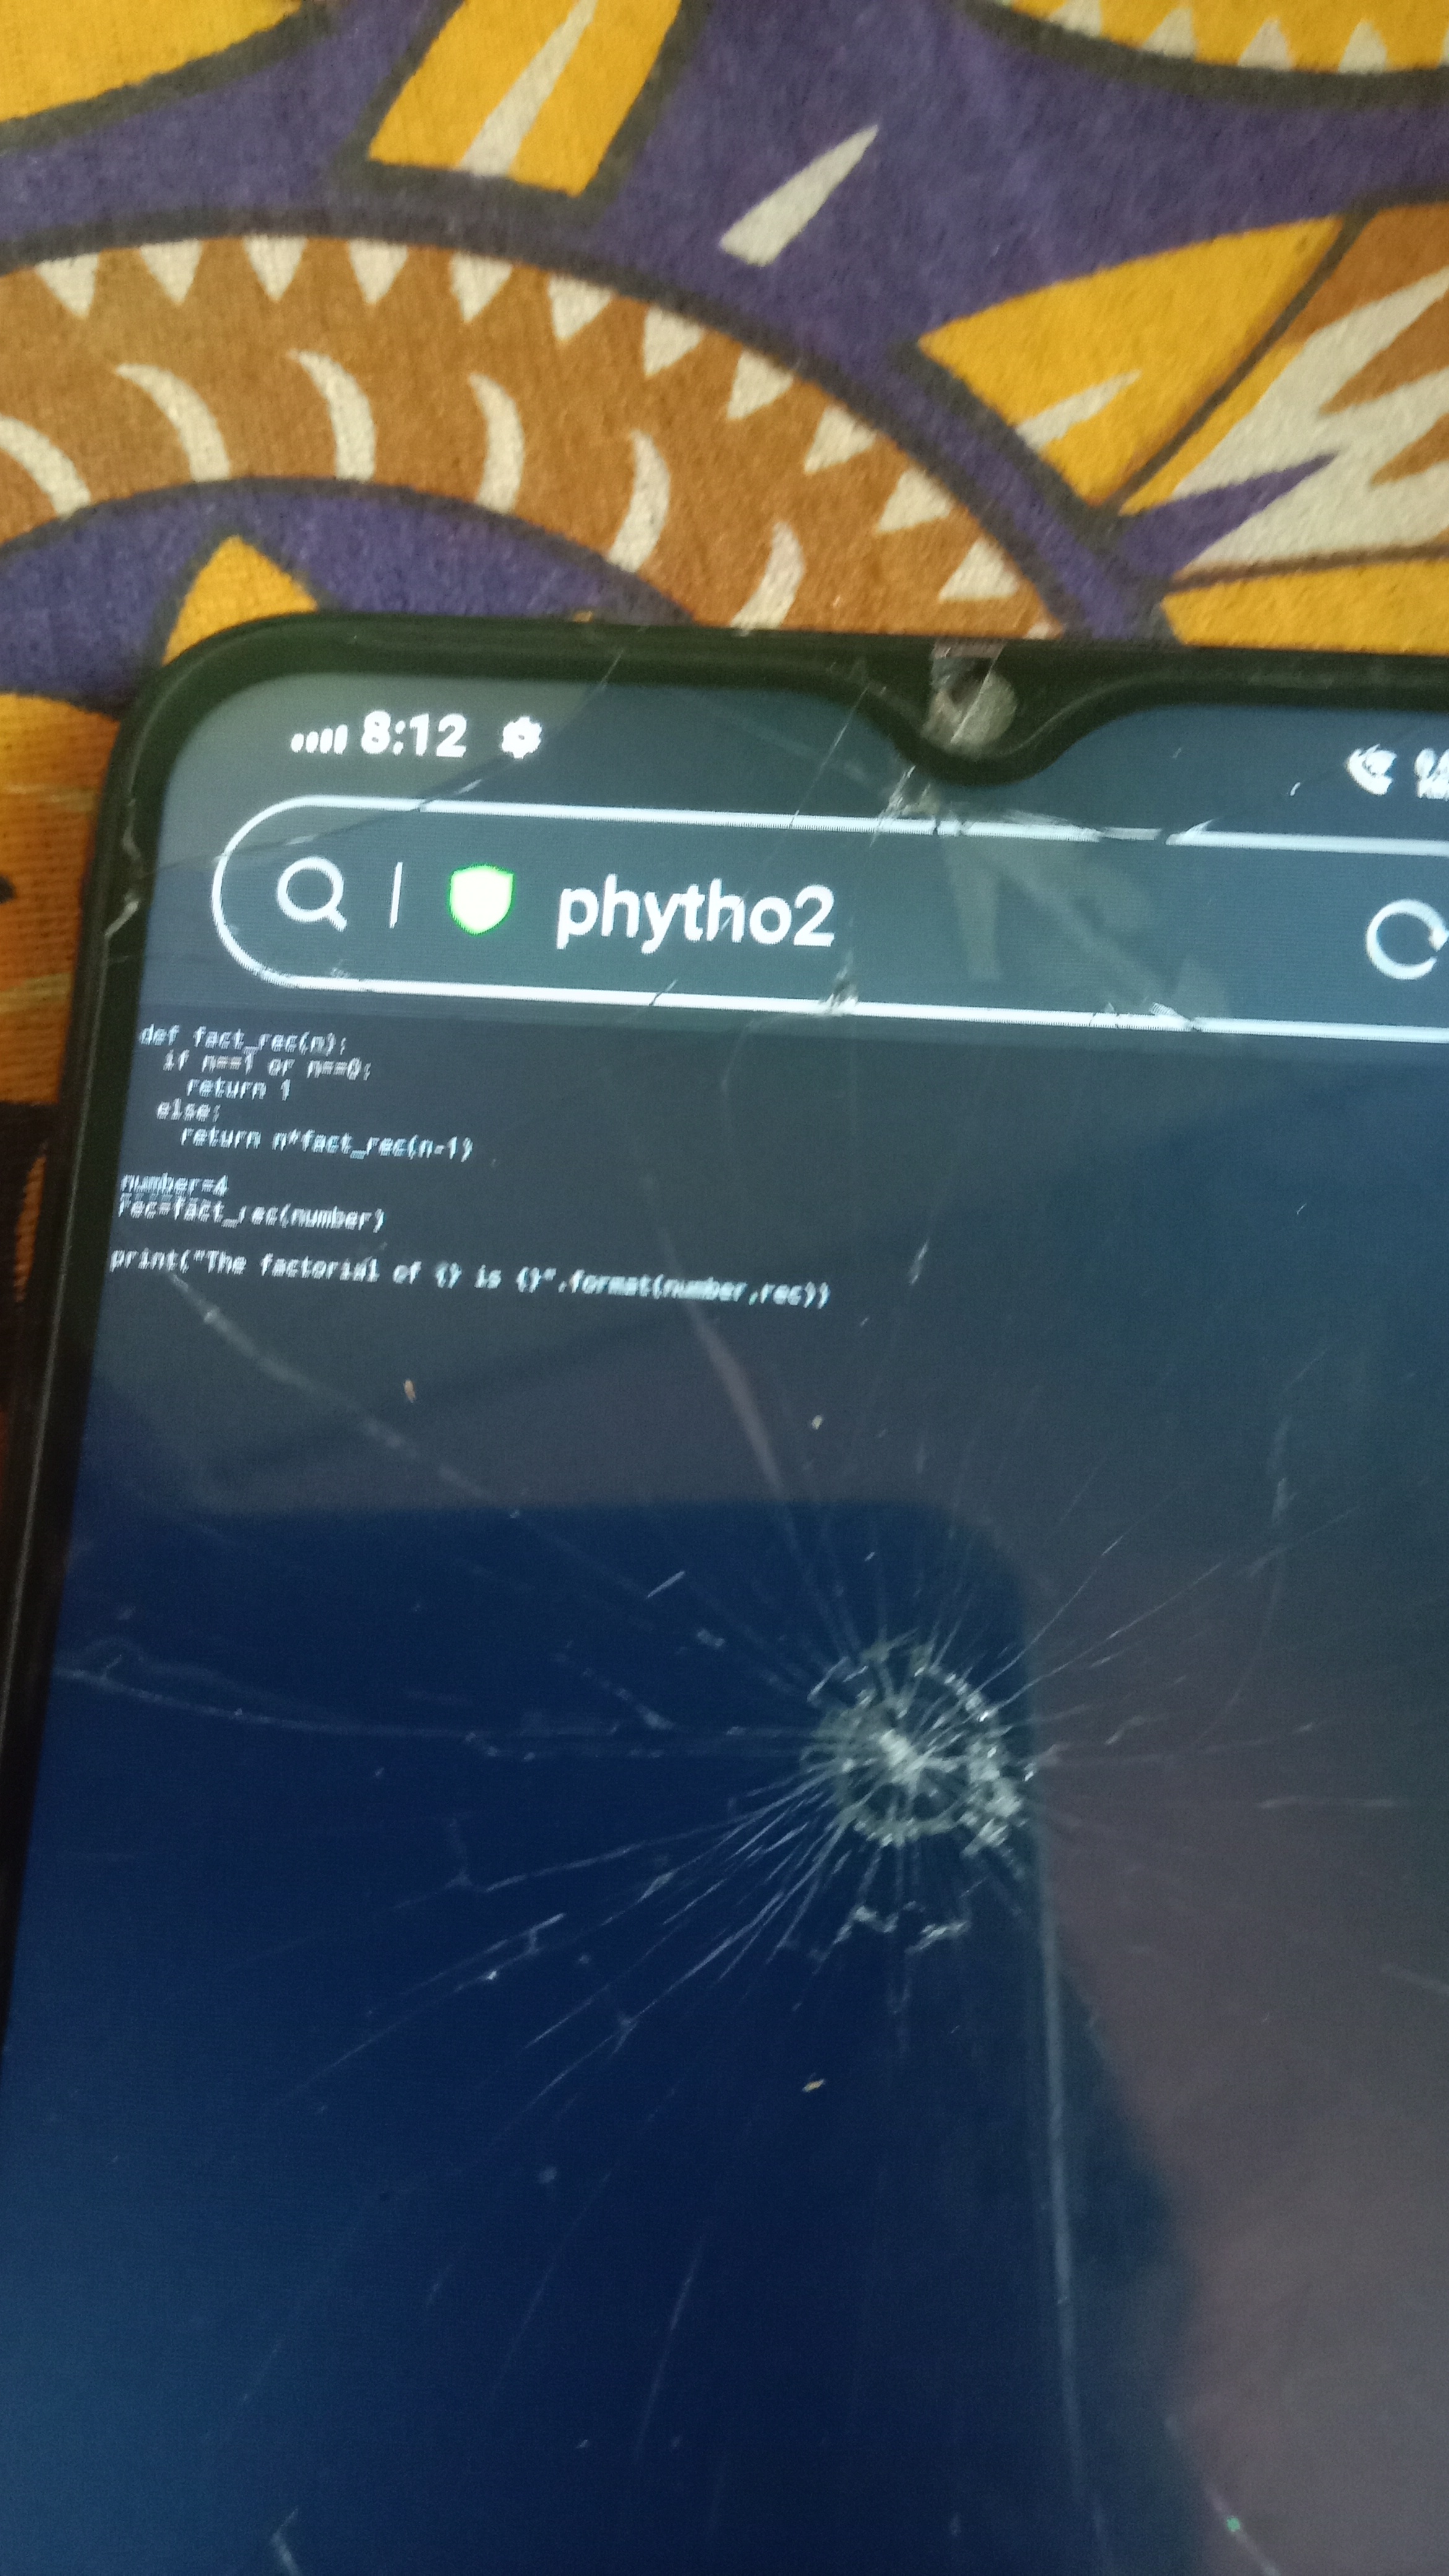 8:12
phytho2
def fact_rec(n):
  if n==1 or n==0:
    return 1
  else:
    return n*fact_rec(n-1)
number=4
rec=fact_rec(number)
print("The factorial of {} is {}".format(number,rec))